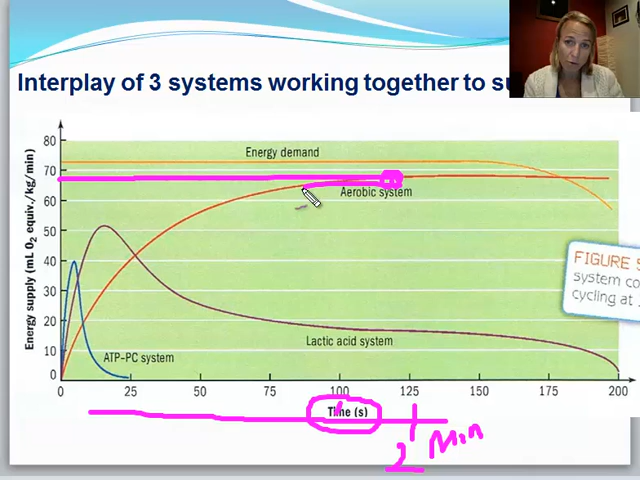 Interplay of 3 systems working together to su
Energy supply (mL O₂ equiv./kg/min)
80
70
60
50
40
30
20
10
0
Energy demand
Aerobic system
Lactic acid system
ATP-PC system
FIGURE
system co
cycling at
0
25
50
75
100
125
150
175
200
Time (s)
2 Min